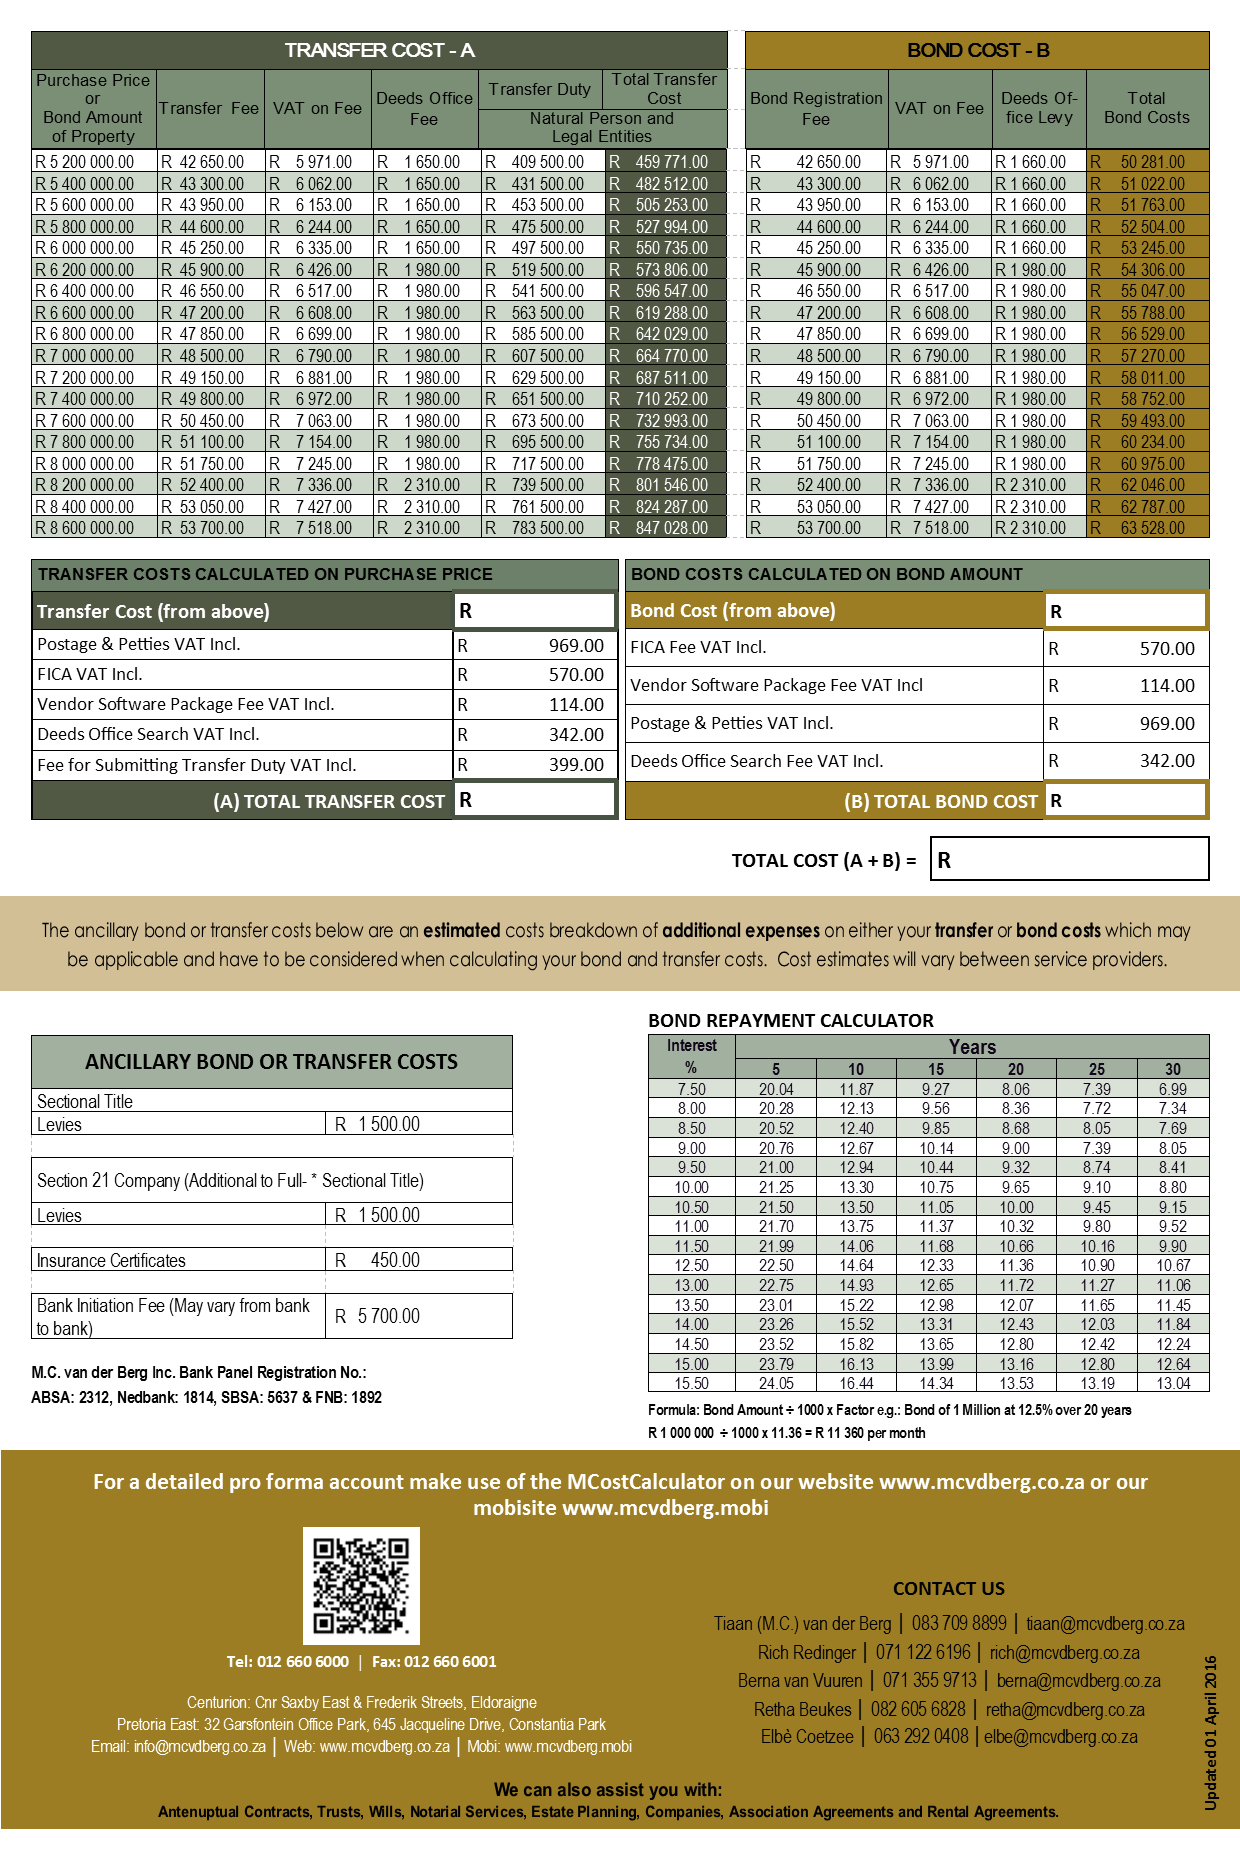 TRANSFER COST - A
Purchase Price or Bond Amount of Property | Transfer Fee | VAT on Fee | Deeds Office Fee | Transfer Duty | Total Transfer Cost
Natural Person and Legal Entities
R 5 200 000.00 R 42 650.00 R 5 971.00 R 1 650.00 R 409 500.00 R 459 771.00
R 5 400 000.00 R 43 300.00 R 6 062.00 R 1 650.00 R 431 500.00 R 482 512.00
R 5 600 000.00 R 43 950.00 R 6 153.00 R 1 650.00 R 453 500.00 R 505 253.00
R 5 800 000.00 R 44 600.00 R 6 244.00 R 1 650.00 R 475 500.00 R 527 994.00
R 6 000 000.00 R 45 250.00 R 6 335.00 R 1 650.00 R 497 500.00 R 550 735.00
R 6 200 000.00 R 45 900.00 R 6 426.00 R 1 980.00 R 519 500.00 R 573 806.00
R 6 400 000.00 R 46 550.00 R 6 517.00 R 1 980.00 R 541 500.00 R 596 547.00
R 6 600 000.00 R 47 200.00 R 6 608.00 R 1 980.00 R 563 500.00 R 619 288.00
R 6 800 000.00 R 47 850.00 R 6 699.00 R 1 980.00 R 585 500.00 R 642 029.00
R 7 000 000.00 R 48 500.00 R 6 790.00 R 1 980.00 R 607 500.00 R 664 770.00
R 7 200 000.00 R 49 150.00 R 6 881.00 R 1 980.00 R 629 500.00 R 687 511.00
R 7 400 000.00 R 49 800.00 R 6 972.00 R 1 980.00 R 651 500.00 R 710 252.00
R 7 600 000.00 R 50 450.00 R 7 063.00 R 1 980.00 R 673 500.00 R 732 993.00
R 7 800 000.00 R 51 100.00 R 7 154.00 R 1 980.00 R 695 500.00 R 755 734.00
R 8 000 000.00 R 51 750.00 R 7 245.00 R 1 980.00 R 717 500.00 R 778 475.00
R 8 200 000.00 R 52 400.00 R 7 336.00 R 2 310.00 R 739 500.00 R 801 546.00
R 8 400 000.00 R 53 050.00 R 7 427.00 R 2 310.00 R 761 500.00 R 824 287.00
R 8 600 000.00 R 53 700.00 R 7 518.00 R 2 310.00 R 783 500.00 R 847 028.00
BOND COST - B
Bond Registration Fee | VAT on Fee | Deeds Of-fice Levy | Total Bond Costs
R 42 650.00 R 5 971.00 R 1 660.00 R 50 281.00
R 43 300.00 R 6 062.00 R 1 660.00 R 51 022.00
R 43 950.00 R 6 153.00 R 1 660.00 R 51 763.00
R 44 600.00 R 6 244.00 R 1 660.00 R 52 504.00
R 45 250.00 R 6 335.00 R 1 660.00 R 53 245.00
R 45 900.00 R 6 426.00 R 1 980.00 R 54 306.00
R 46 550.00 R 6 517.00 R 1 980.00 R 55 047.00
R 47 200.00 R 6 608.00 R 1 980.00 R 55 788.00
R 47 850.00 R 6 699.00 R 1 980.00 R 56 529.00
R 48 500.00 R 6 790.00 R 1 980.00 R 57 270.00
R 49 150.00 R 6 881.00 R 1 980.00 R 58 011.00
R 49 800.00 R 6 972.00 R 1 980.00 R 58 752.00
R 50 450.00 R 7 063.00 R 1 980.00 R 59 493.00
R 51 100.00 R 7 154.00 R 1 980.00 R 60 234.00
R 51 750.00 R 7 245.00 R 1 980.00 R 60 975.00
R 52 400.00 R 7 336.00 R 2 310.00 R 62 046.00
R 53 050.00 R 7 427.00 R 2 310.00 R 62 787.00
R 53 700.00 R 7 518.00 R 2 310.00 R 63 528.00
TRANSFER COSTS CALCULATED ON PURCHASE PRICE
Transfer Cost (from above) R
Postage & Petties VAT Incl. R 969.00
FICA VAT Incl. R 570.00
Vendor Software Package Fee VAT Incl. R 114.00
Deeds Office Search VAT Incl. R 342.00
Fee for Submitting Transfer Duty VAT Incl. R 399.00
(A) TOTAL TRANSFER COST R
BOND COSTS CALCULATED ON BOND AMOUNT
Bond Cost (from above) R
FICA Fee VAT Incl. R 570.00
Vendor Software Package Fee VAT Incl R 114.00
Postage & Petties VAT Incl. R 969.00
Deeds Office Search Fee VAT Incl. R 342.00
(B) TOTAL BOND COST R
TOTAL COST (A + B) = R
The ancillary bond or transfer costs below are an estimated costs breakdown of additional expenses on either your transfer or bond costs which may
be applicable and have to be considered when calculating your bond and transfer costs. Cost estimates will vary between service providers.
ANCILLARY BOND OR TRANSFER COSTS
Sectional Title
Levies R 1 500.00
Section 21 Company (Additional to Full- * Sectional Title)
Levies R 1 500.00
Insurance Certificates R 450.00
Bank Initiation Fee (May vary from bank
to bank) R 5 700.00
M.C. van der Berg Inc. Bank Panel Registration No.:
ABSA: 2312, Nedbank: 1814, SBSA: 5637 & FNB: 1892
BOND REPAYMENT CALCULATOR
Interest % Years
5 10 15 20 25 30
7.50 20.04 11.87 9.27 8.06 7.39 6.99
8.00 20.28 12.13 9.56 8.36 7.72 7.34
8.50 20.52 12.40 9.85 8.68 8.05 7.69
9.00 20.76 12.67 10.14 9.00 7.39 8.05
9.50 21.00 12.94 10.44 9.32 8.74 8.41
10.00 21.25 13.30 10.75 9.65 9.10 8.80
10.50 21.50 13.50 11.05 10.00 9.45 9.15
11.00 21.70 13.75 11.37 10.32 9.80 9.52
11.50 21.99 14.06 11.68 10.66 10.16 9.90
12.50 22.50 14.64 12.33 11.36 10.90 10.67
13.00 22.75 14.93 12.65 11.72 11.27 11.06
13.50 23.01 15.22 12.98 12.07 11.65 11.45
14.00 23.26 15.52 13.31 12.43 12.03 11.84
14.50 23.52 15.82 13.65 12.80 12.42 12.24
15.00 23.79 16.13 13.99 13.16 12.80 12.64
15.50 24.05 16.44 14.34 13.53 13.19 13.04
Formula: Bond Amount ÷ 1000 x Factor e.g.: Bond of 1 Million at 12.5% over 20 years
R 1 000 000 ÷ 1000 x 11.36 = R 11 360 per month
For a detailed pro forma account make use of the MCostCalculator on our website www.mcvdberg.co.za or our
mobisite www.mcvdberg.mobi
Tel: 012 660 6000 | Fax: 012 660 6001
Centurion: Cnr Saxby East & Frederik Streets, Eldoraigne
Pretoria East: 32 Garsfontein Office Park, 645 Jacqueline Drive, Constantia Park
Email: info@mcvdberg.co.za | Web: www.mcvdberg.co.za | Mobi: www.mcvdberg.mobi
CONTACT US
Tiaan (M.C.) van der Berg | 083 709 8899 | tiaan@mcvdberg.co.za
Rich Redinger | 071 122 6196 | rich@mcvdberg.co.za
Berna van Vuuren | 071 355 9713 | berna@mcvdberg.co.za
Retha Beukes | 082 605 6828 | retha@mcvdberg.co.za
Elbè Coetzee | 063 292 0408 | elbe@mcvdberg.co.za
Updated 01 April 2016
We can also assist you with:
Antenuptual Contracts, Trusts, Wills, Notarial Services, Estate Planning, Companies, Association Agreements and Rental Agreements.